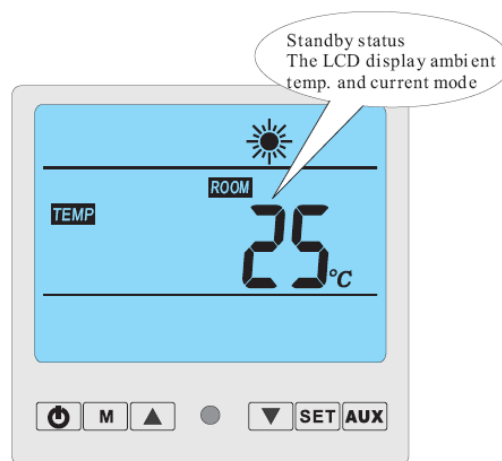 Standby status
The LCD display ambient
temp. and current mode
ROOM
TEMP
25°C
M
SET
AUX